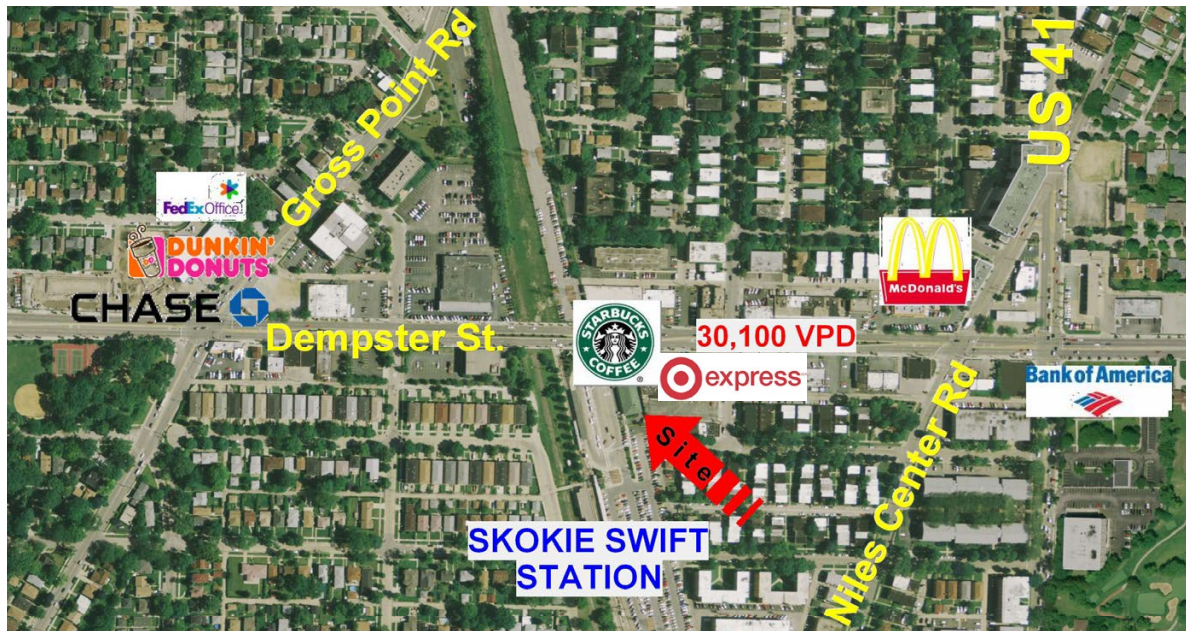 Gross Point Rd
US 41
FedEx Office
DUNKIN'
DONUTS
McDonald's
CHASE
Dempster St.
STARBUCKS
COFFEE
30,100 VPD
express
Bank of America
Site
Niles Center Rd
SKOKIE SWIFT
STATION